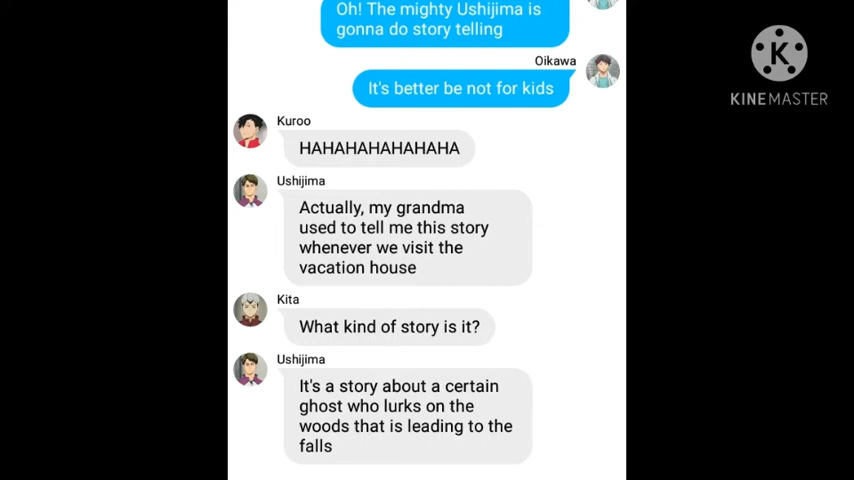 Oh! The mighty Ushijima is
gonna do story telling
Oikawa
It's better be not for kids
Kuroo
HAHAHAHAHAHAHA
Ushijima
Actually, my grandma
used to tell me this story
whenever we visit the
vacation house
Kita
What kind of story is it?
Ushijima
It's a story about a certain
ghost who lurks on the
woods that is leading to the
falls
K
KINEMASTER